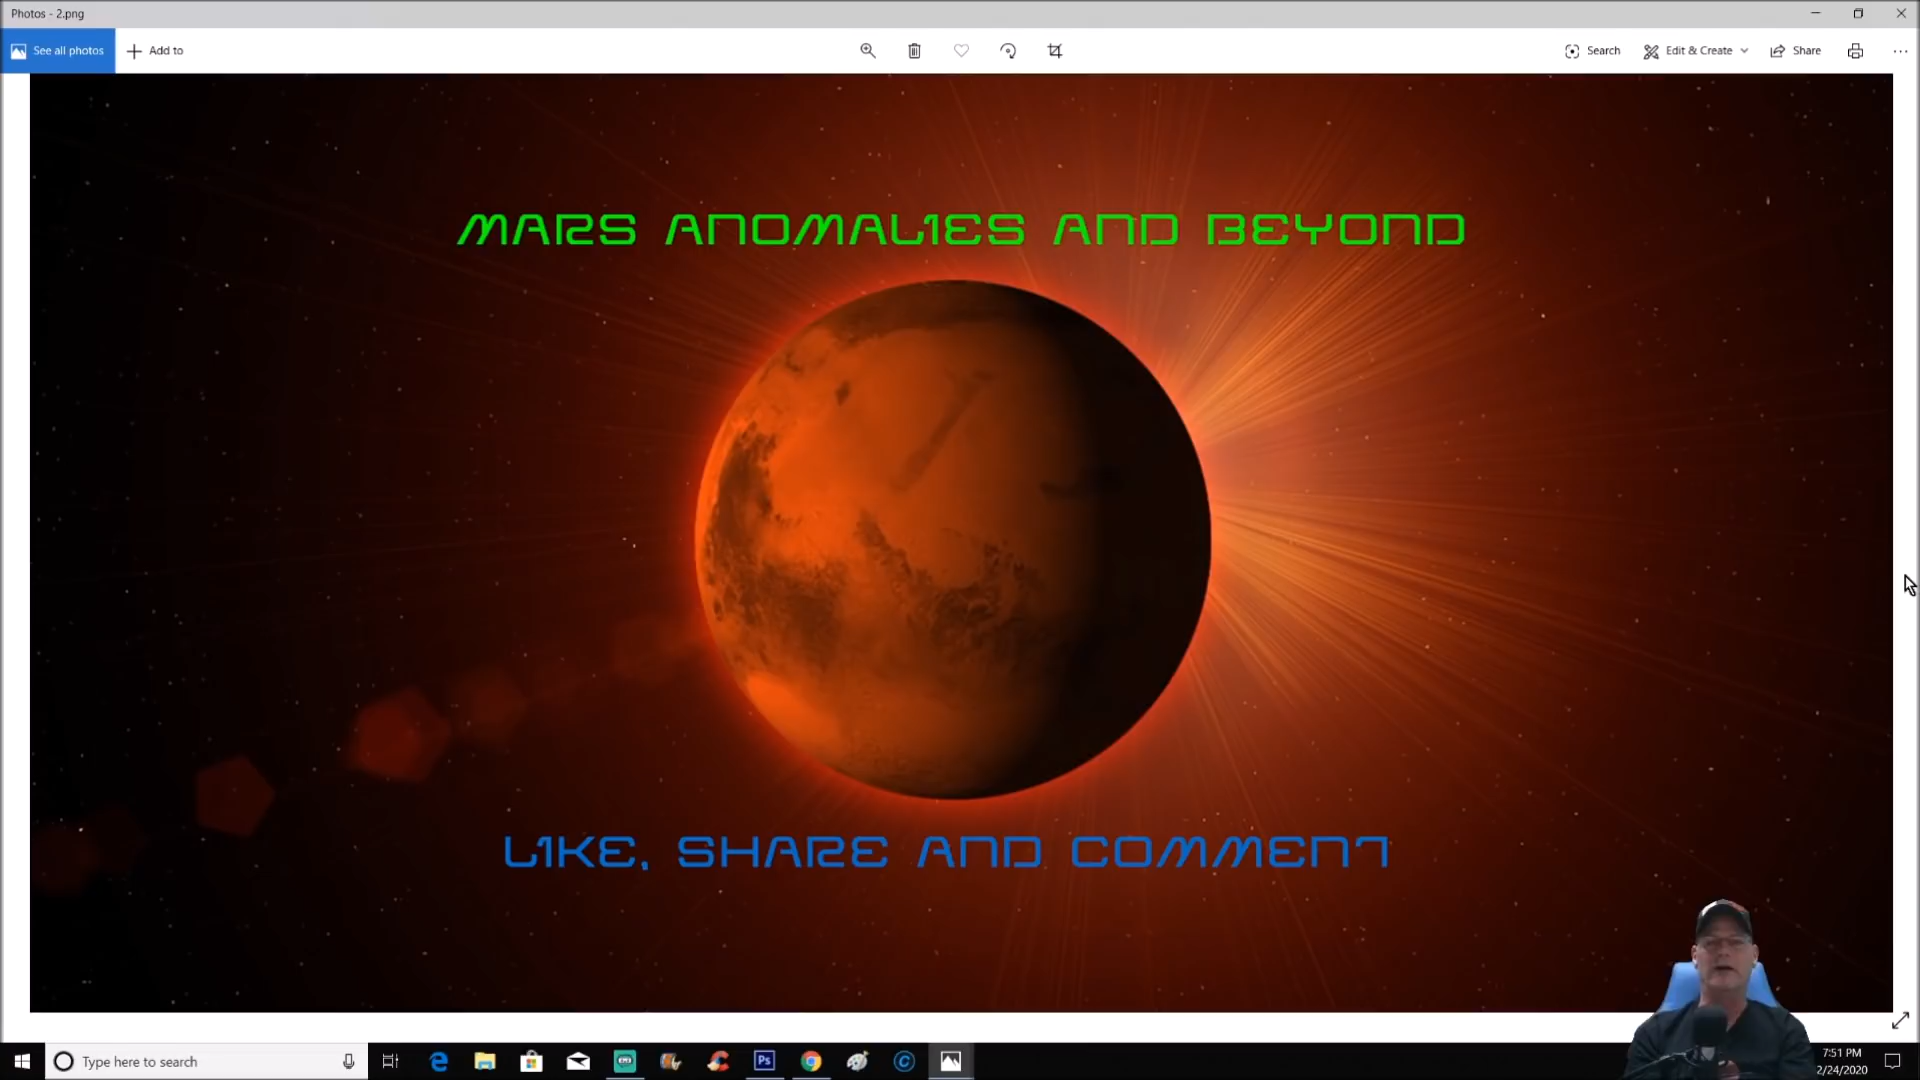 Photos - 2.png
See all photos
Add to
Search
Edit & Create
Share
MARS ANOMALIES AND BEYOND
LIKE, SHARE AND COMMENT
Type here to search
Ps
7:51 PM
2/24/2020